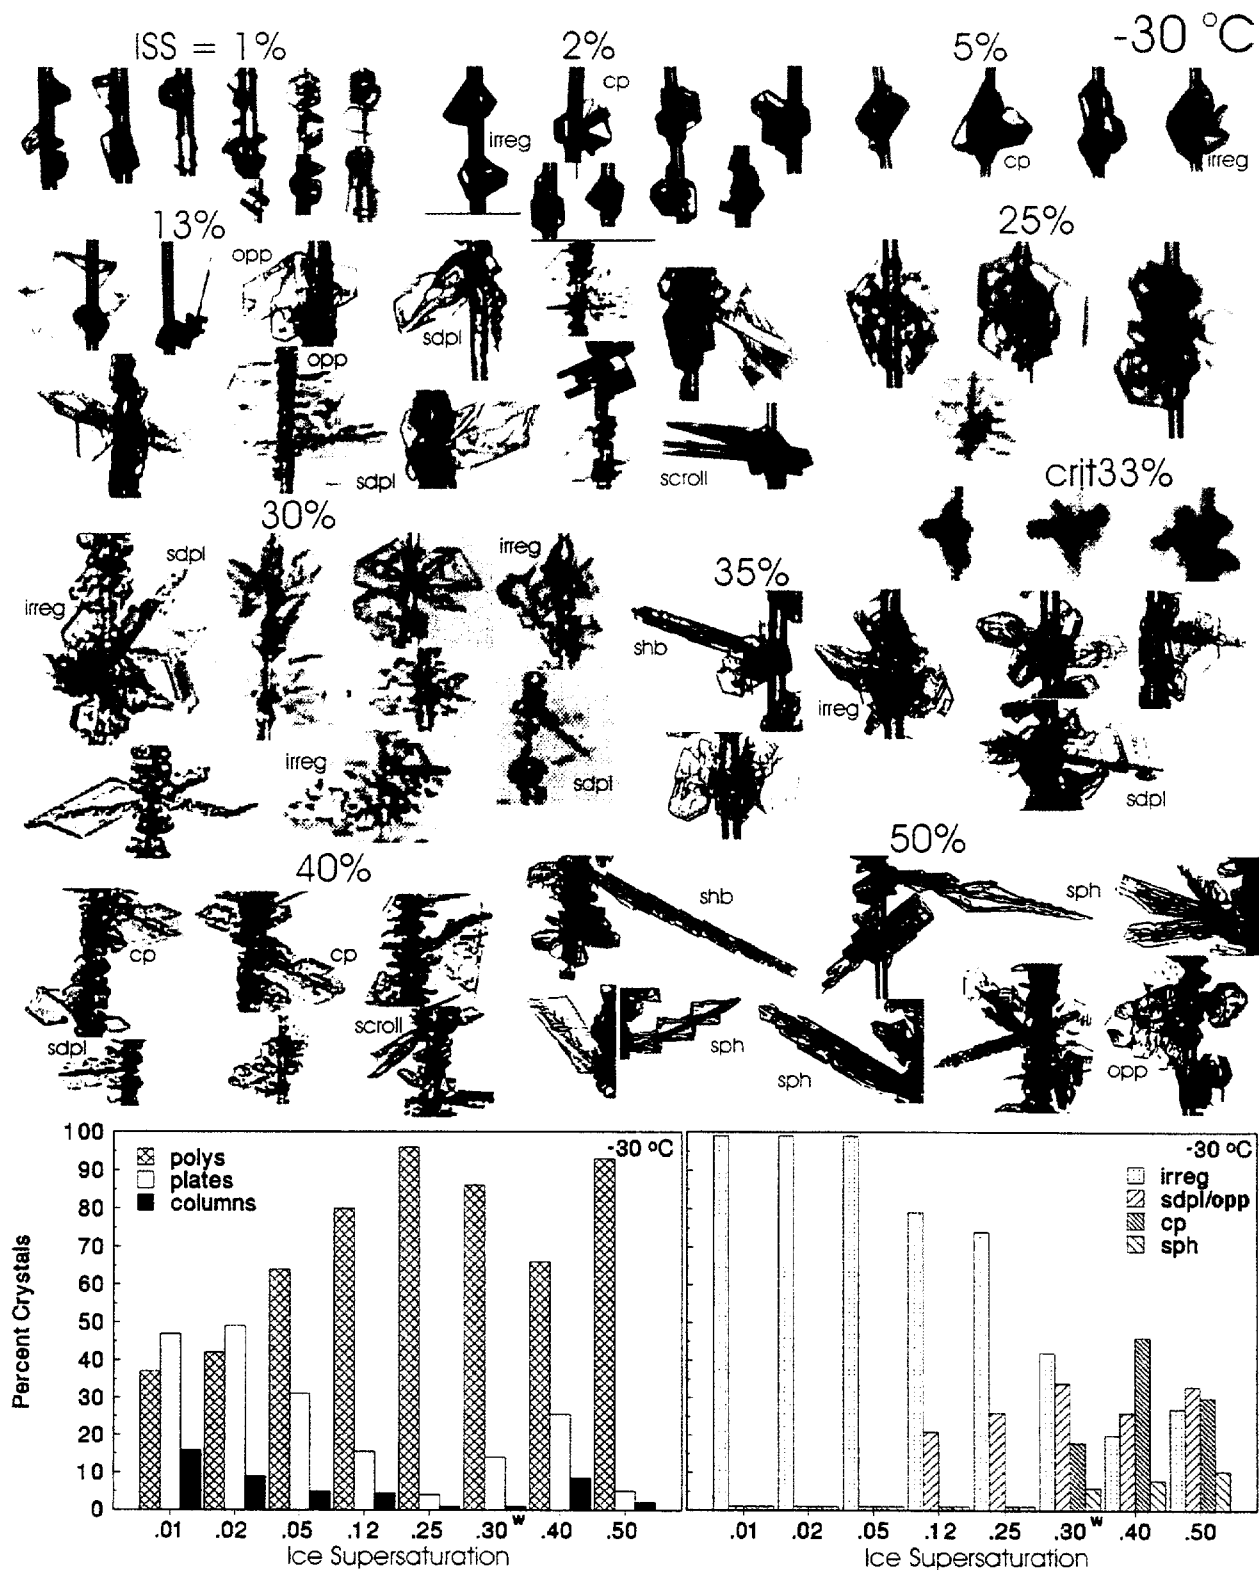 ISS = 1% 2% 5% -30 °C
cp
irreg
cp irreg
13% 25%
opp
sdpl
opp
sdpl scroll
crit33%
30%
sdpl irreg
irreg
35%
shb
irreg
irreg
sdpl
sdpl
40% 50%
shb sph
cp cp
scroll
sdpl
sph
sph opp
100
90
80
70
60
50
40
30
20
10
0
Percent Crystals
polys
plates
columns
-30 °C
.01 .02 .05 .12 .25 .30 w .40 .50
Ice Supersaturation
-30 °C
irreg
sdpl/opp
cp
sph
.01 .02 .05 .12 .25 .30 w .40 .50
Ice Supersaturation